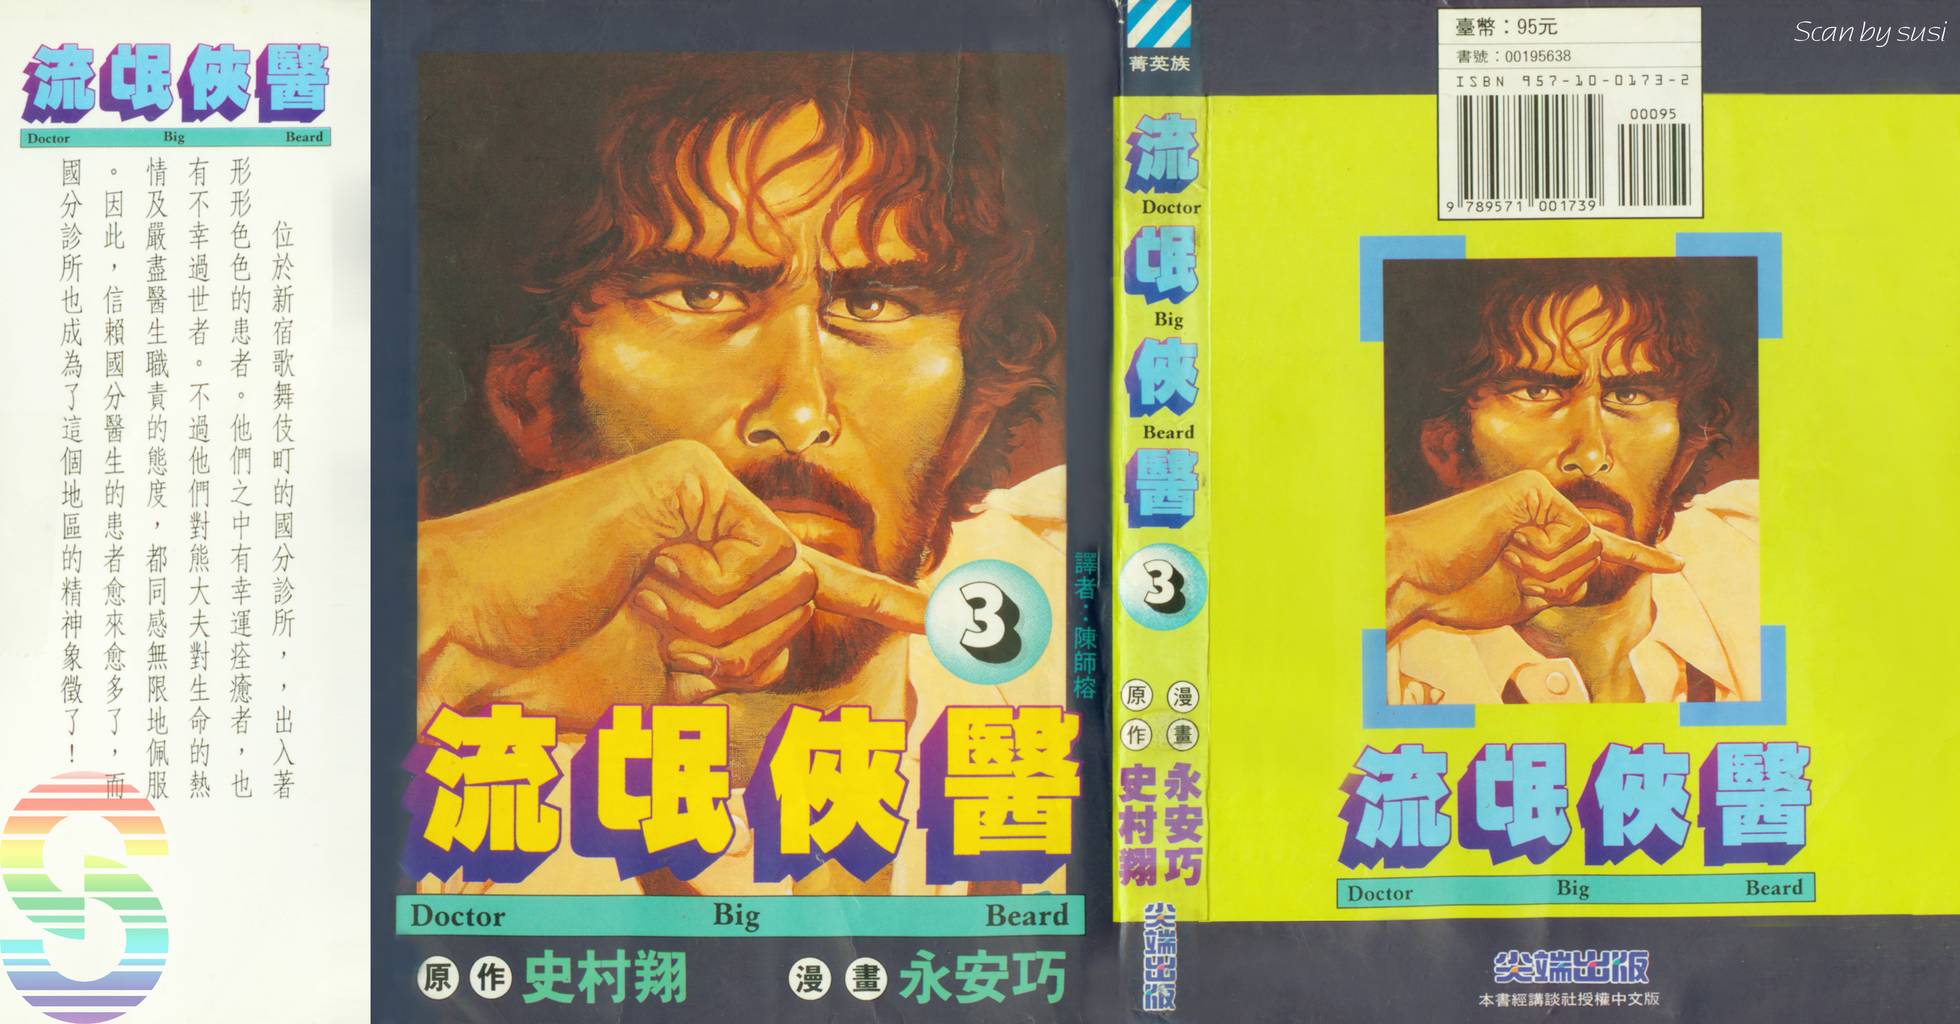 流氓俠醫
Doctor Big Beard
位於新宿歌舞伎町的國分診所，，出入著
形形色色的患者。他們之中有幸運痊癒者，也
有不幸過世者。不過他們對熊大夫對生命的熱
情及嚴盡醫生職責的態度，都同感無限地佩服
。因此，信賴國分醫生的患者愈來愈多了，而
國分診所也成為了這個地區的精神象徵了！
S
3
譯者：陳師榕
流氓俠醫
Doctor Big Beard
原作 史村翔 漫畫 永安巧
菁英族
流
Doctor
氓
Big
俠
Beard
醫
3
原作 史村翔
漫畫 永安巧
尖端出版
臺幣：95元
書號：00195638
ISBN 957-10-0173-2
00095
9 789571 001739
Scan by susi
流氓俠醫
Doctor Big Beard
尖端出版
本書經講談社授權中文版